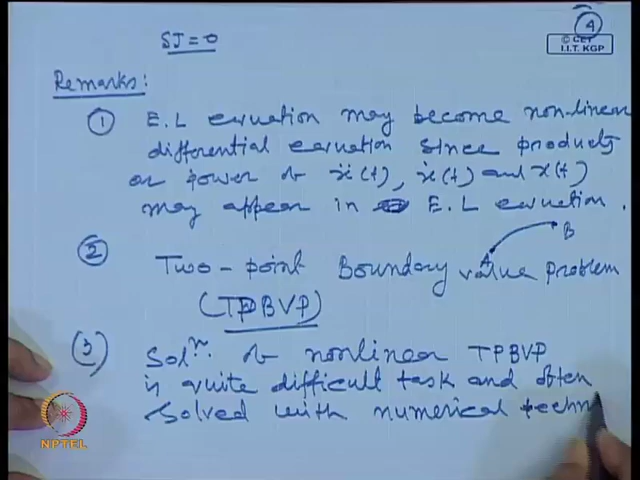 4
© CET
I.I.T. KGP
δJ = 0
Remarks:
① E.L equation may become non-linear
differential equation since products
or power of ẍ(t), ẋ(t) and x(t)
may appear in E.L equation.
② Two-point Boundary value problem
A B
(TPBVP)
③ Solⁿ. of nonlinear TPBVP
is quite difficult task and often
solved with numerical techn
NPTEL